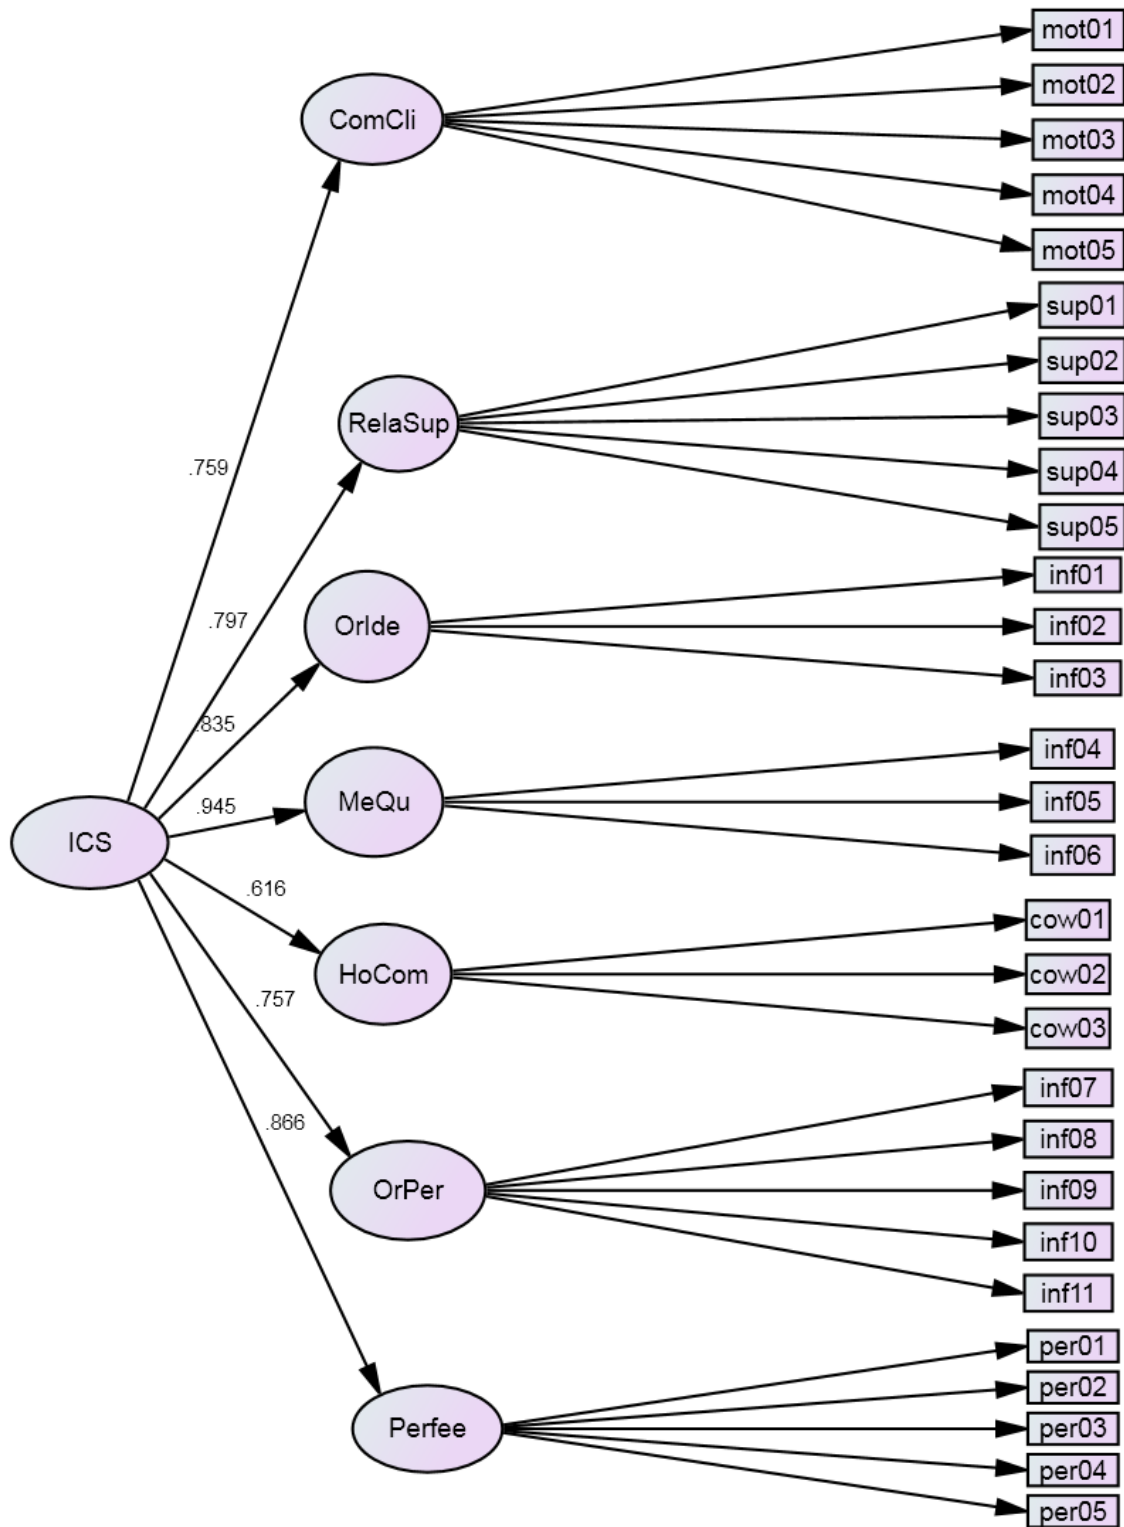 mot01
mot02
mot03
mot04
mot05
ComCli
sup01
sup02
sup03
sup04
sup05
RelaSup
.759
inf01
inf02
inf03
OrIde
.797
.835
inf04
inf05
inf06
MeQu
.945
ICS
.616
cow01
cow02
cow03
HoCom
.757
inf07
inf08
inf09
inf10
inf11
OrPer
.866
per01
per02
per03
per04
per05
Perfee